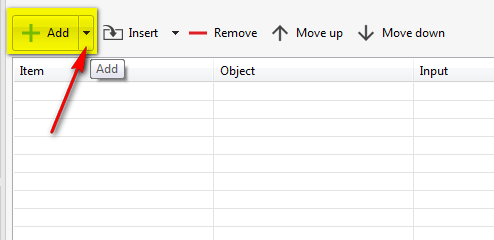 Add Insert Remove Move up Move down
Item Object Input
Add